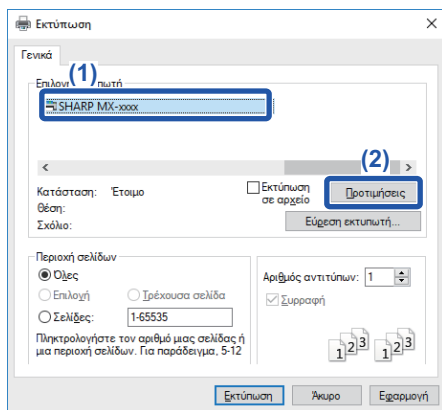 Εκτύπωση
Γενικά
(1)
SHARP MX-xxxx
(2)
Κατάσταση: Έτοιμο
Θέση:
Σχόλιο:
Εκτύπωση
σε αρχείο
Προτιμήσεις
Εύρεση εκτυπωτή...
Περιοχή σελίδων
Όλες
Επιλογή
Τρέχουσα σελίδα
Σελίδες:
1-65535
Πληκτρολογήστε τον αριθμό μιας σελίδας ή
μια περιοχή σελίδων. Για παράδειγμα, 5-12
Αριθμός αντιτύπων: 1
Συρραφή
1 2 3 1 2 3
Εκτύπωση Άκυρο Εφαρμογή